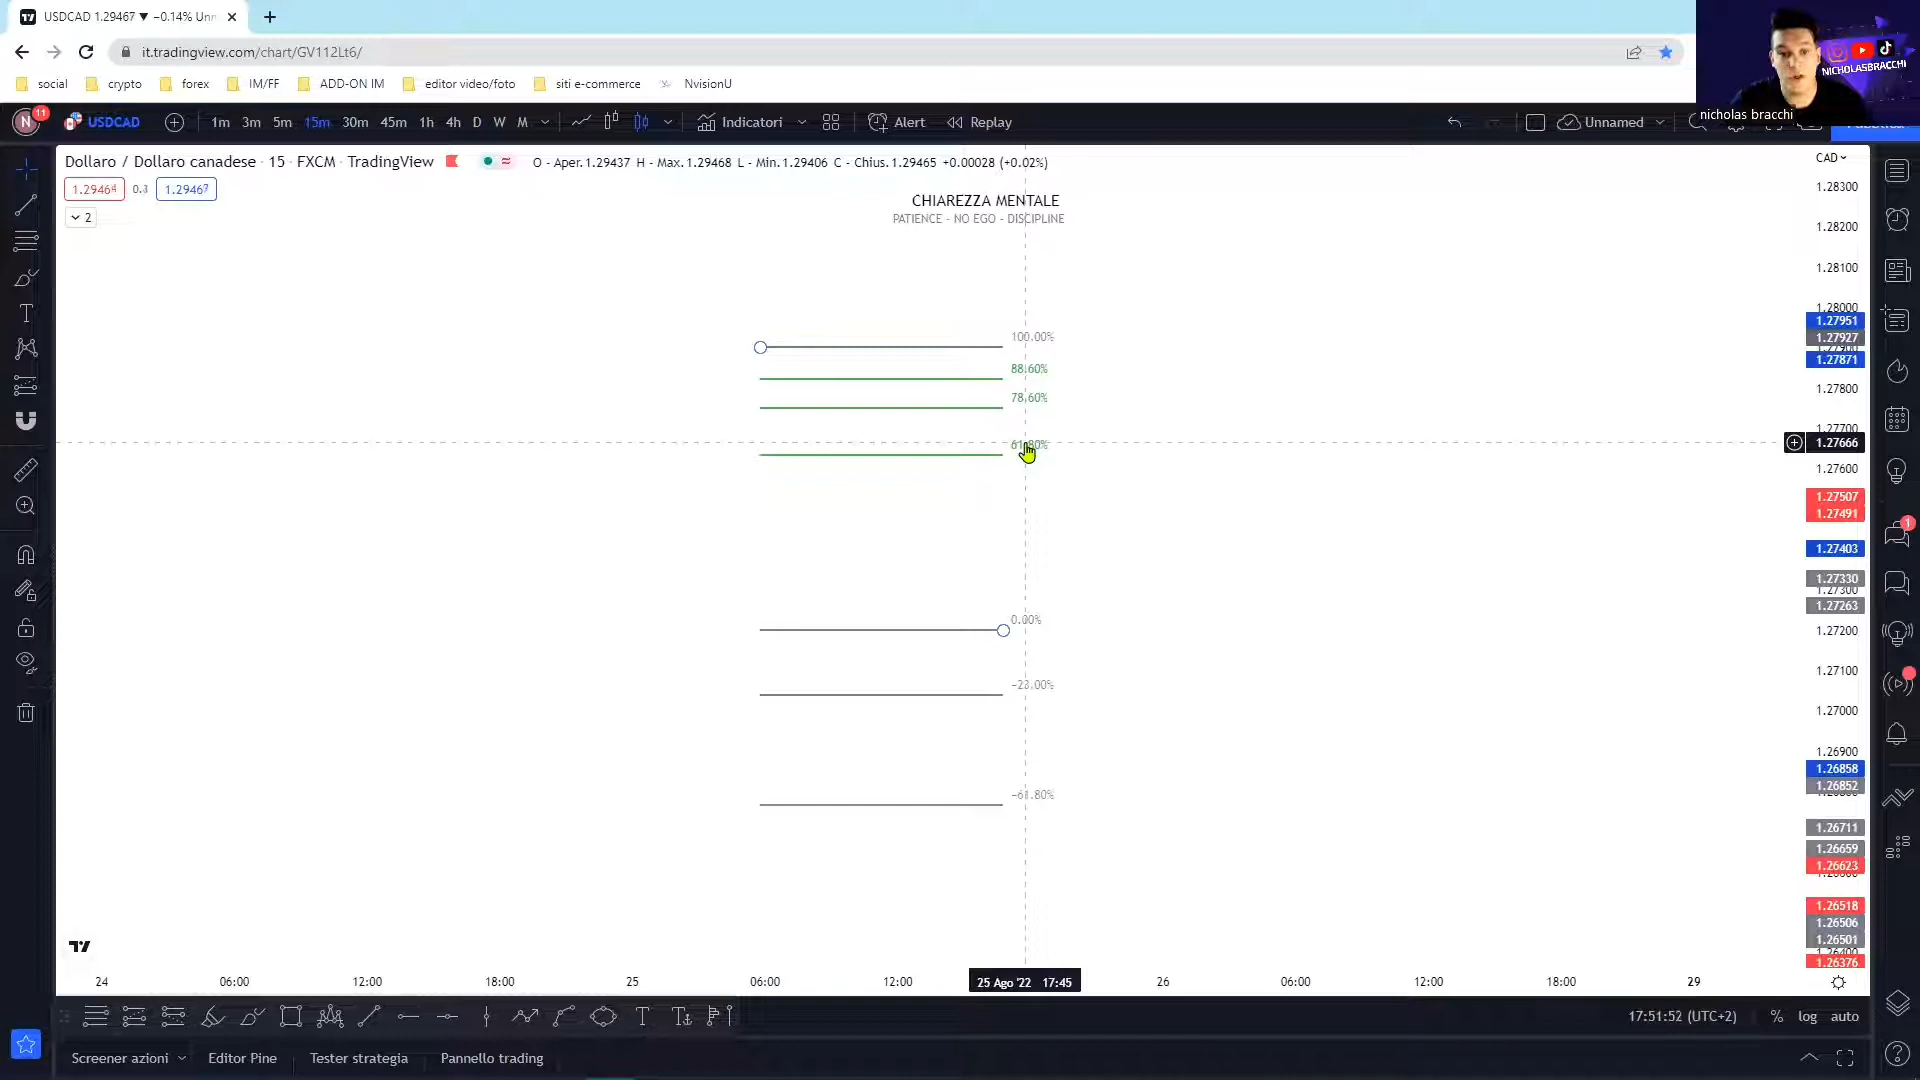 USDCAD 1.29467 ▼ −0.14% Unn
it.tradingview.com/chart/GV112Lt6/
social crypto forex IM/FF ADD-ON IM editor video/foto siti e-commerce NvisionU
NICHOLASBRACCHI
nicholas bracchi
N 11 USDCAD 1m 3m 5m 15m 30m 45m 1h 4h D W M Indicatori Alert Replay Unnamed
Dollaro / Dollaro canadese · 15 · FXCM · TradingView O - Aper.1.29437 H - Max.1.29468 L - Min.1.29406 C - Chius.1.29465 +0.00028 (+0.02%)
CAD
1.29464 0.3 1.29467
2
CHIAREZZA MENTALE
PATIENCE - NO EGO - DISCIPLINE
100.00%
88.60%
78.60%
61.80%
0.00%
−23.00%
−61.80%
1.28300
1.28200
1.28100
1.28000
1.27951
1.27927
1.27871
1.27800
1.27700
1.27666
1.27600
1.27507
1.27491
1.27403
1.27330
1.27300
1.27263
1.27200
1.27100
1.27000
1.26900
1.26858
1.26852
1.26711
1.26659
1.26623
1.26518
1.26506
1.26501
1.26376
1
24 06:00 12:00 18:00 25 06:00 12:00 25 Ago '22 17:45 26 06:00 12:00 18:00 29
17:51:52 (UTC+2) % log auto
Screener azioni Editor Pine Tester strategia Pannello trading